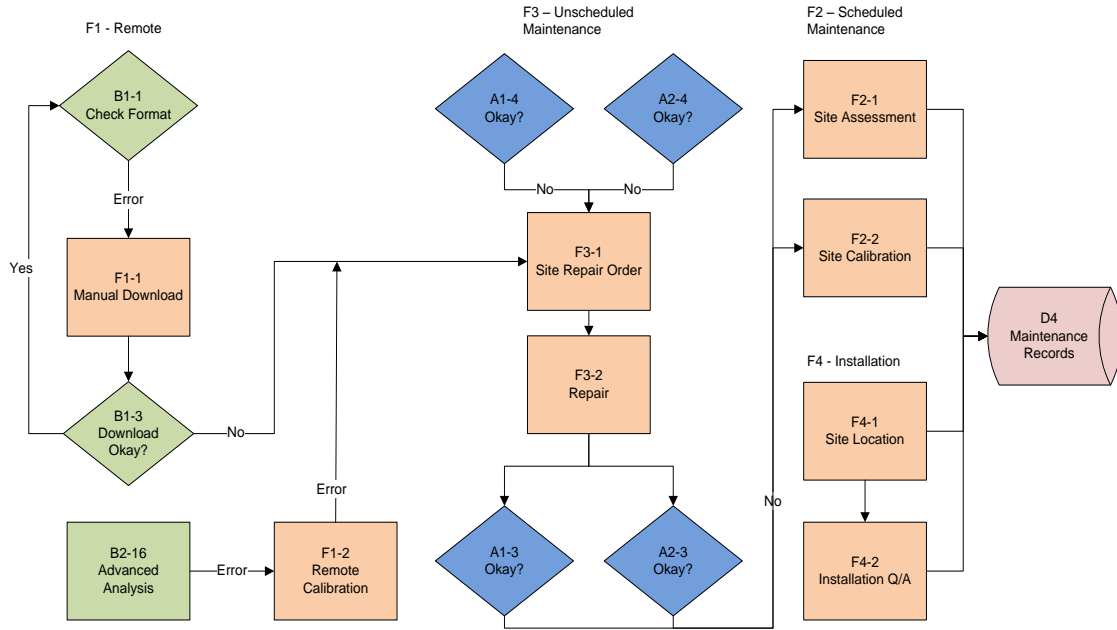 F1 - Remote
B1-1
Check Format
Error
F1-1
Manual Download
Yes
B1-3
Download
Okay?
No
B2-16
Advanced
Analysis
Error
F1-2
Remote
Calibration
Error
F3 – Unscheduled
Maintenance
A1-4
Okay?
A2-4
Okay?
No
No
F3-1
Site Repair Order
F3-2
Repair
A1-3
Okay?
A2-3
Okay?
No
F2 – Scheduled
Maintenance
F2-1
Site Assessment
F2-2
Site Calibration
F4 - Installation
F4-1
Site Location
F4-2
Installation Q/A
D4
Maintenance
Records